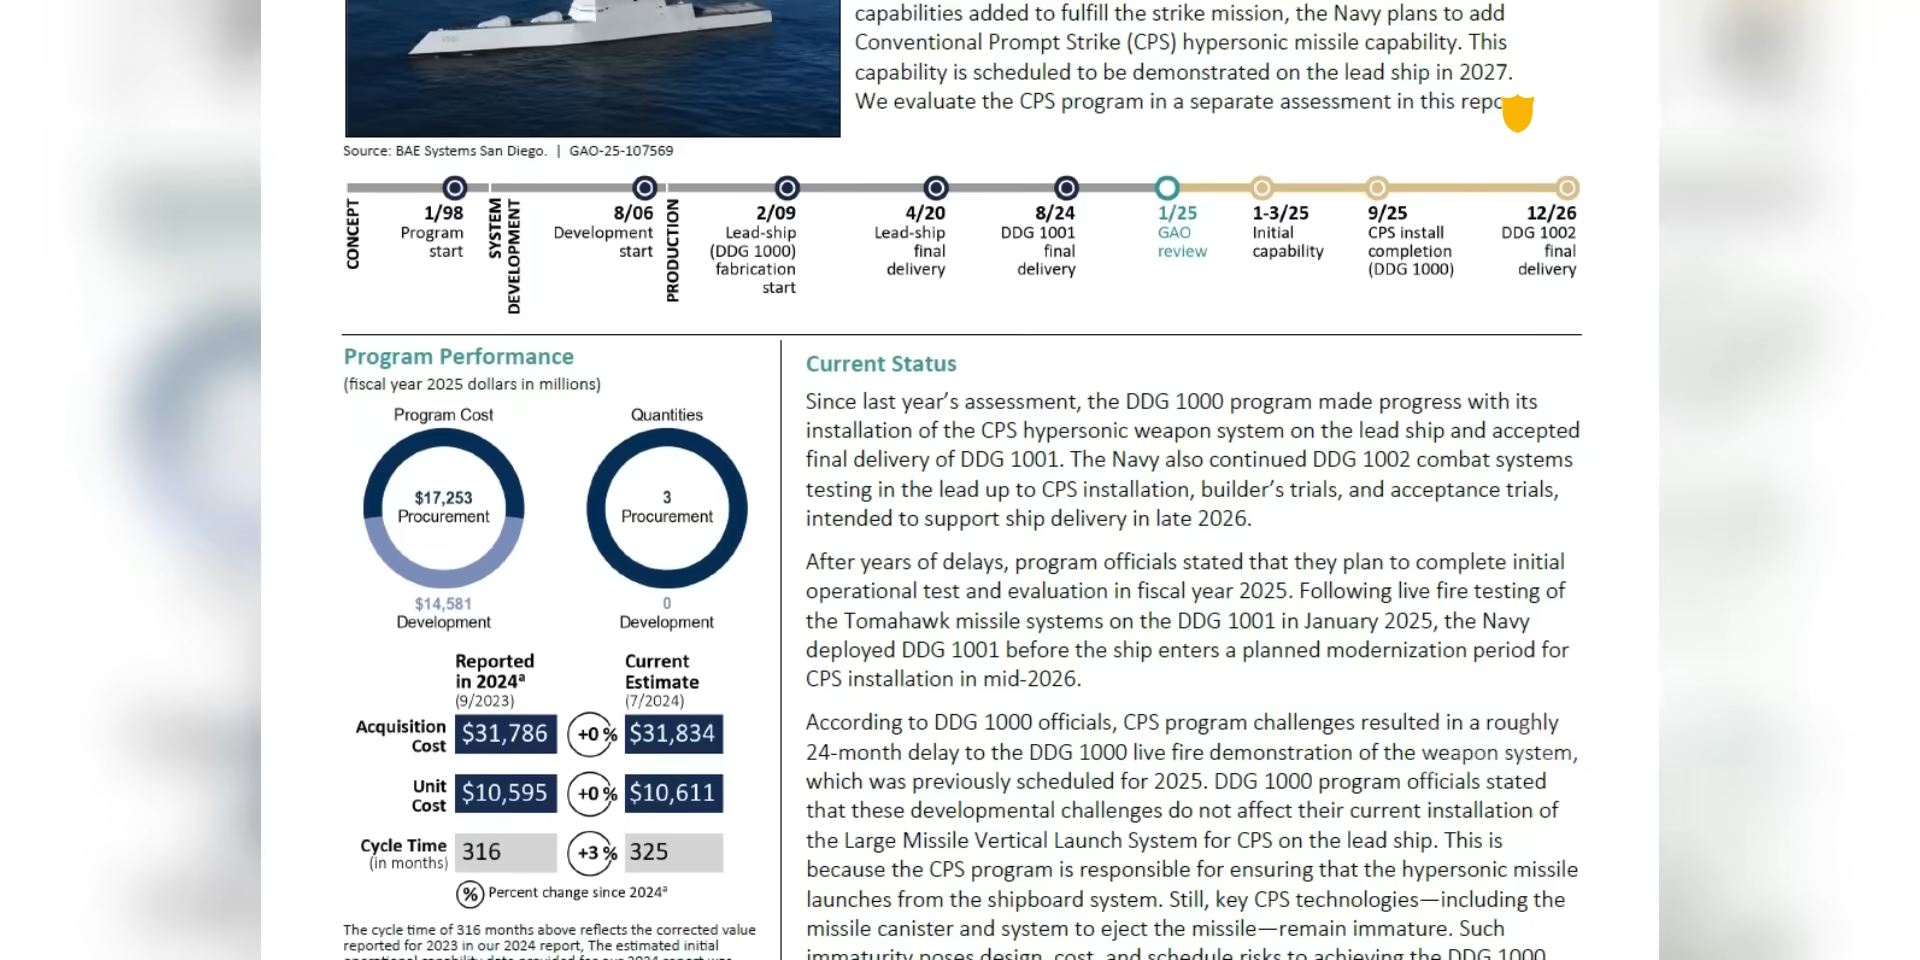 capabilities added to fulfill the strike mission, the Navy plans to add
Conventional Prompt Strike (CPS) hypersonic missile capability. This
capability is scheduled to be demonstrated on the lead ship in 2027.
We evaluate the CPS program in a separate assessment in this
Source: BAE Systems San Diego. | GAO-25-107569
CONCEPT
1/98
Program
start
SYSTEM
DEVELOPMENT
8/06
Development
start
PRODUCTION
2/09
Lead-ship
(DDG 1000)
fabrication
start
4/20
Lead-ship
final
delivery
8/24
DDG 1001
final
delivery
1/25
GAO
review
1-3/25
Initial
capability
9/25
CPS install
completion
(DDG 1000)
12/26
DDG 1002
final
delivery
Program Performance
(fiscal year 2025 dollars in millions)
Program Cost
$17,253
Procurement
$14,581
Development
Quantities
3
Procurement
0
Development
Reported
in 2024ª
(9/2023)
Current
Estimate
(7/2024)
Acquisition
Cost
$31,786
+0 %
$31,834
Unit
Cost
$10,595
+0 %
$10,611
Cycle Time
(in months)
316
+3 %
325
% Percent change since 2024ª
The cycle time of 316 months above reflects the corrected value
reported for 2023 in our 2024 report, The estimated initial
Current Status
Since last year’s assessment, the DDG 1000 program made progress with its
installation of the CPS hypersonic weapon system on the lead ship and accepted
final delivery of DDG 1001. The Navy also continued DDG 1002 combat systems
testing in the lead up to CPS installation, builder’s trials, and acceptance trials,
intended to support ship delivery in late 2026.
After years of delays, program officials stated that they plan to complete initial
operational test and evaluation in fiscal year 2025. Following live fire testing of
the Tomahawk missile systems on the DDG 1001 in January 2025, the Navy
deployed DDG 1001 before the ship enters a planned modernization period for
CPS installation in mid-2026.
According to DDG 1000 officials, CPS program challenges resulted in a roughly
24-month delay to the DDG 1000 live fire demonstration of the weapon system,
which was previously scheduled for 2025. DDG 1000 program officials stated
that these developmental challenges do not affect their current installation of
the Large Missile Vertical Launch System for CPS on the lead ship. This is
because the CPS program is responsible for ensuring that the hypersonic missile
launches from the shipboard system. Still, key CPS technologies—including the
missile canister and system to eject the missile—remain immature. Such
immaturity poses design, cost, and schedule risks to achieving the DDG 1000